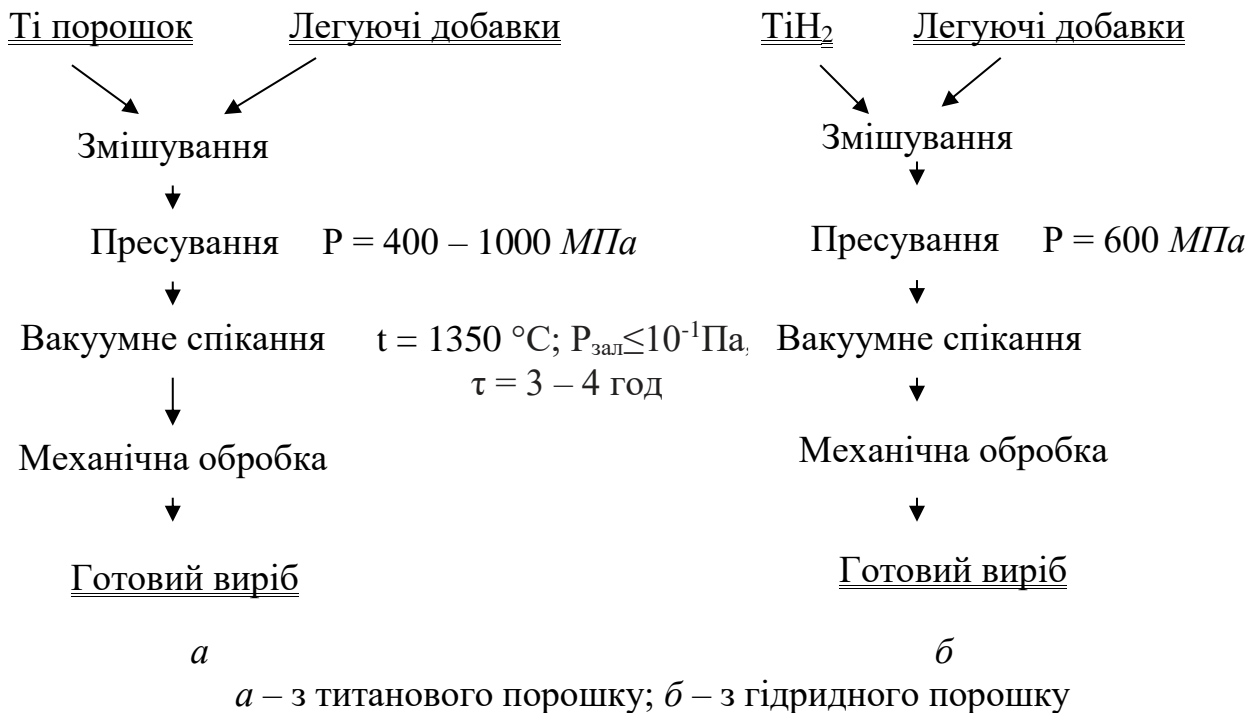 Ті порошок Легуючі добавки TiH2 Легуючі добавки
Змішування Змішування
Пресування P = 400 – 1000 МПа Пресування P = 600 МПа
Вакуумне спікання t = 1350 °C; Pзал≤10-1Па, Вакуумне спікання
τ = 3 – 4 год
Механічна обробка Механічна обробка
Готовий виріб Готовий виріб
а б
а – з титанового порошку; б – з гідридного порошку